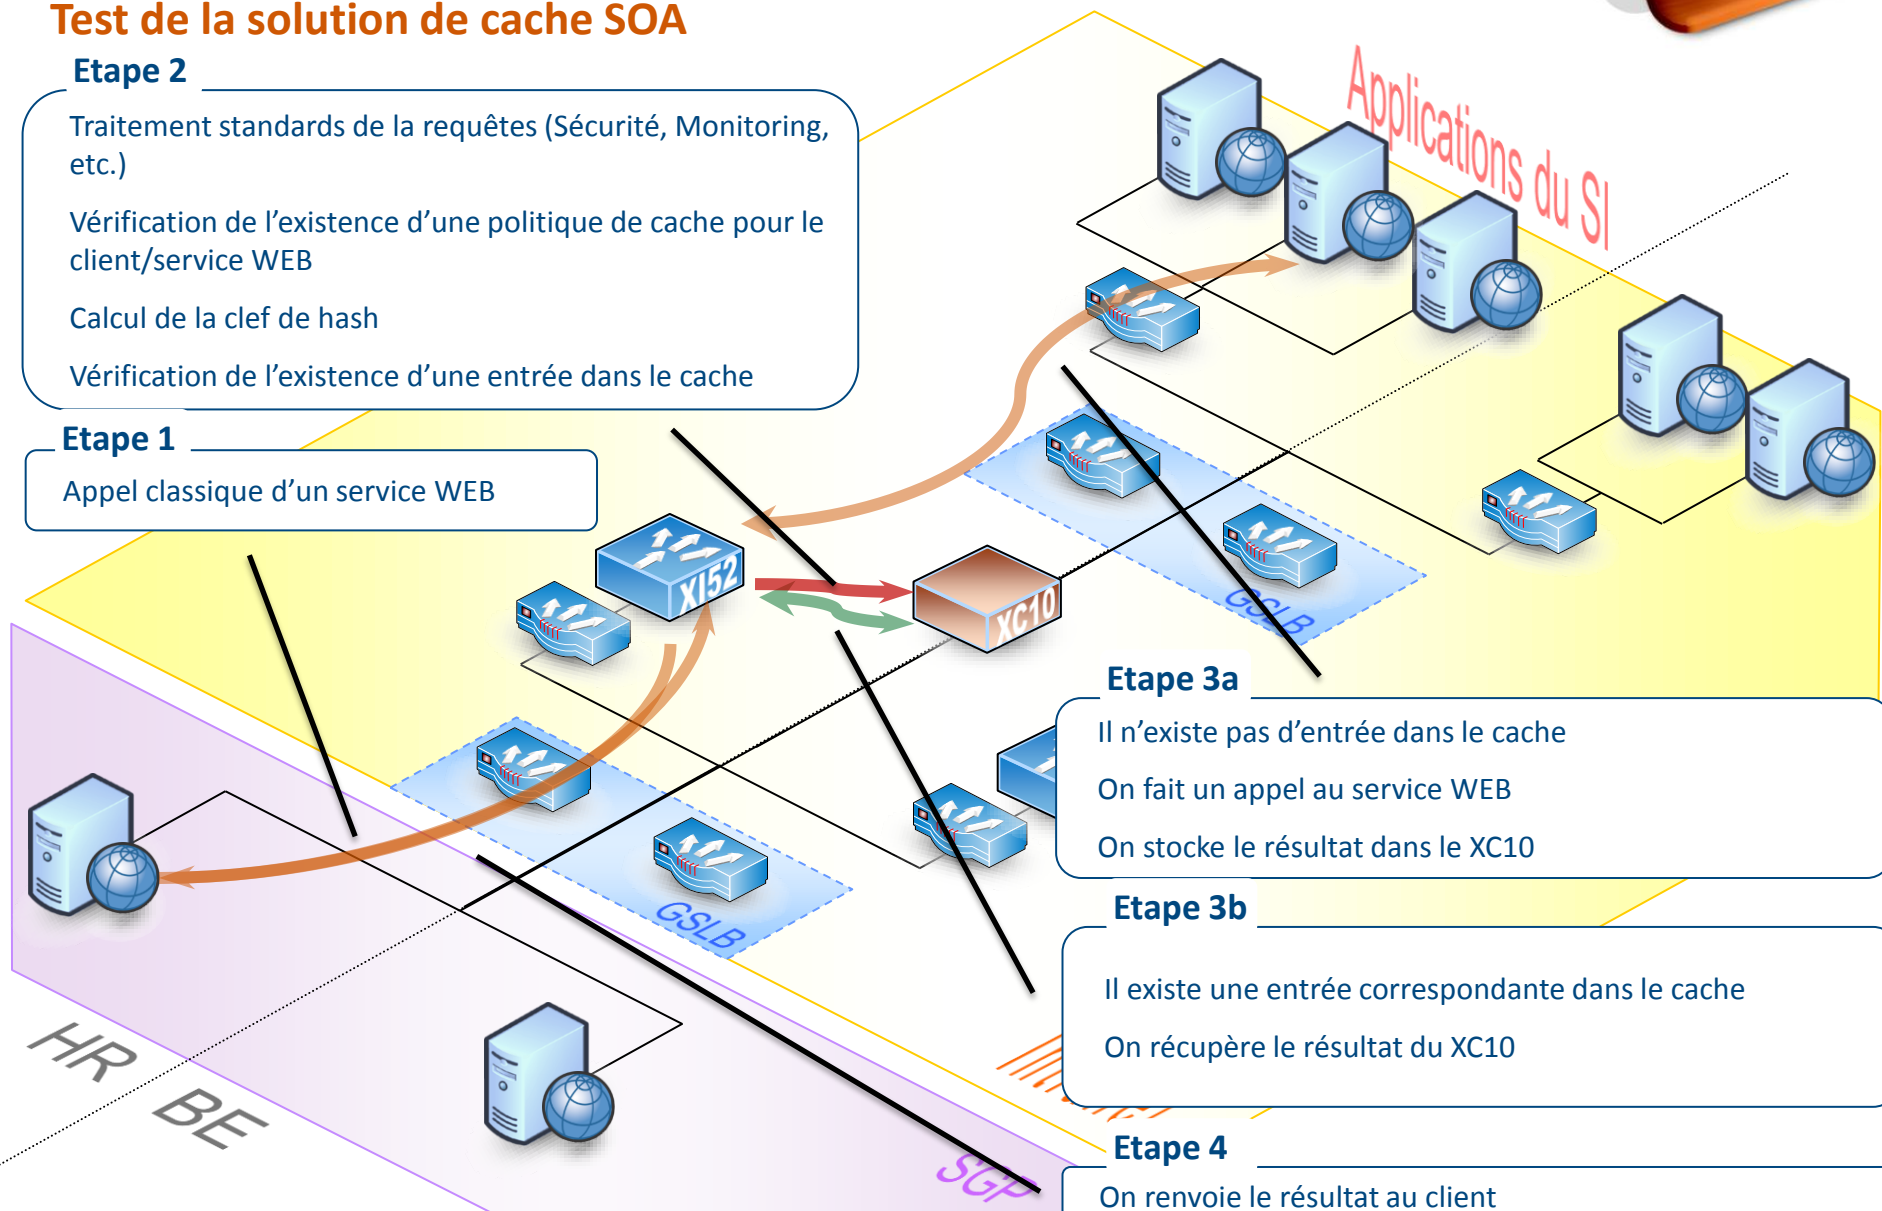 Test de la solution de cache SOA
Etape 2
Traitement standards de la requêtes (Sécurité, Monitoring,
etc.)
Vérification de l’existence d’une politique de cache pour le
client/service WEB
Calcul de la clef de hash
Vérification de l’existence d’une entrée dans le cache
Etape 1
Appel classique d’un service WEB
Applications du SI
XI52
XC10
GSLB
GSLB
Etape 3a
Il n’existe pas d’entrée dans le cache
On fait un appel au service WEB
On stocke le résultat dans le XC10
Etape 3b
Il existe une entrée correspondante dans le cache
On récupère le résultat du XC10
HR BE
SGP
Etape 4
On renvoie le résultat au client